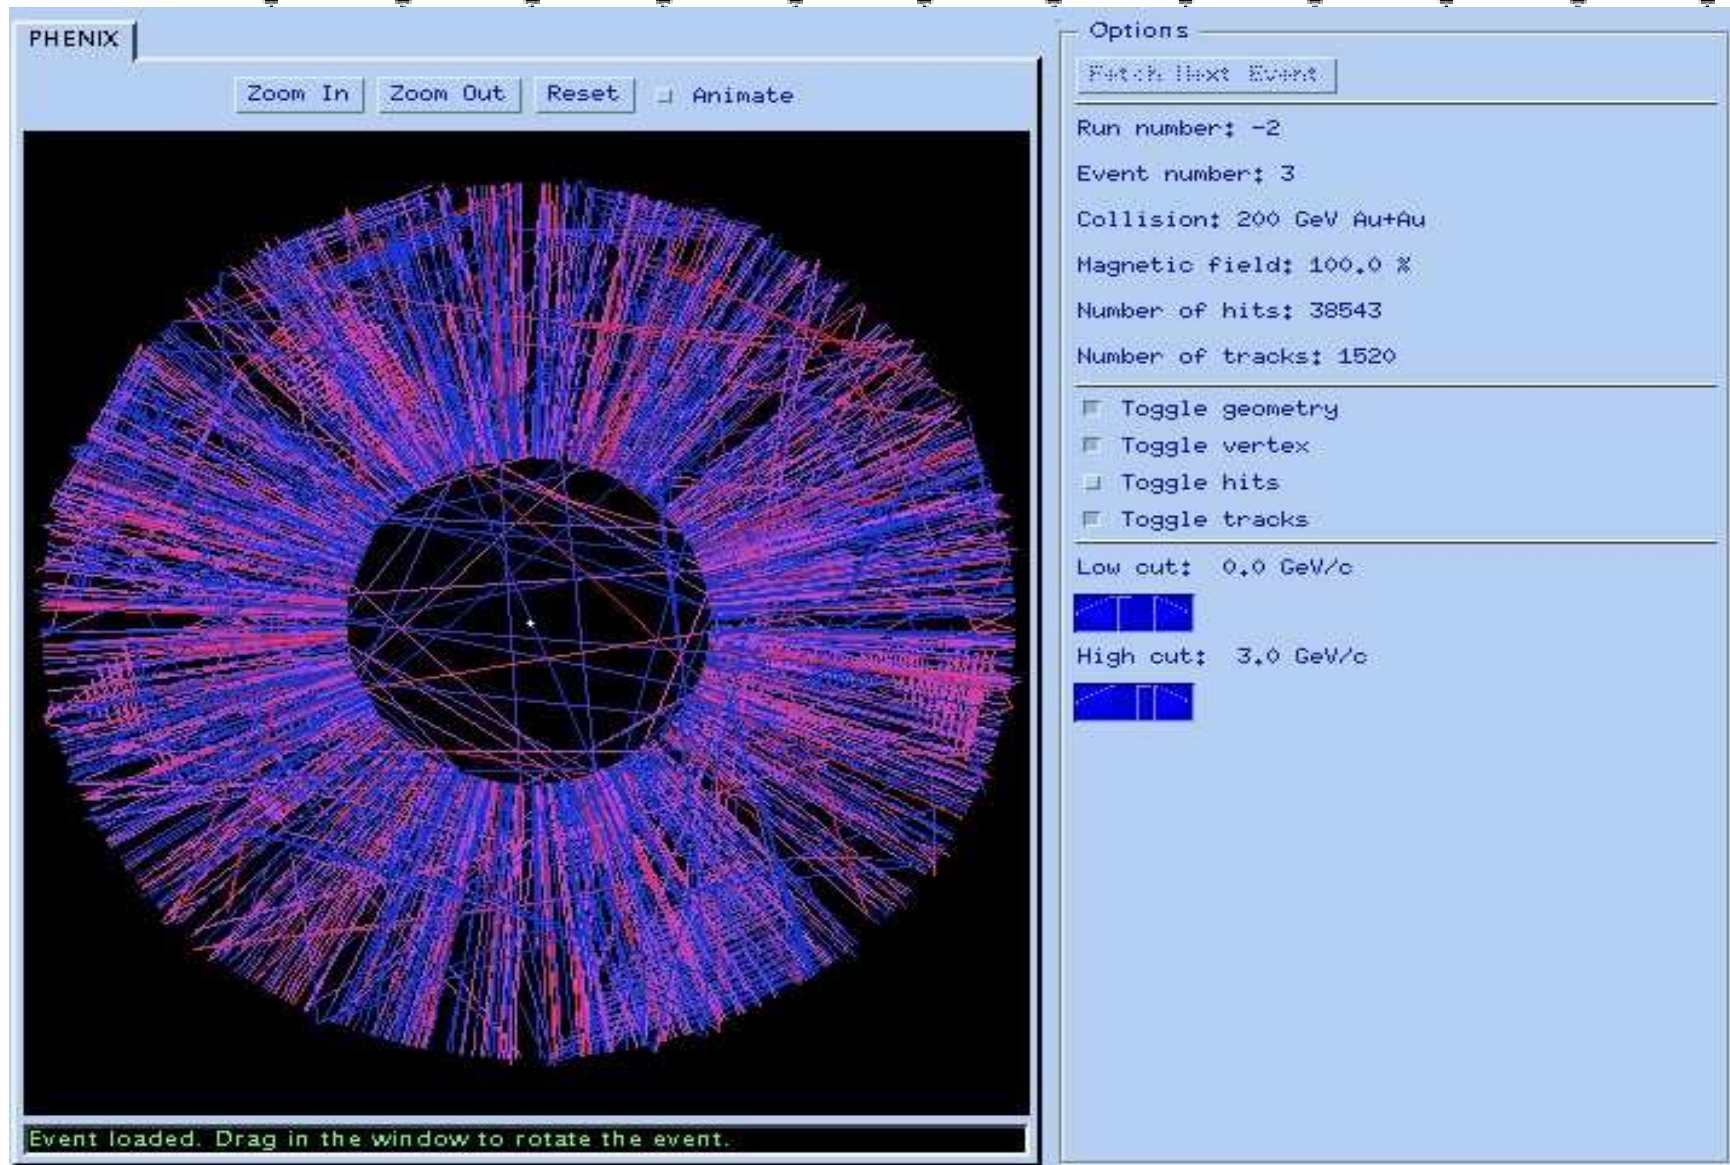 PHENIX
Zoom In Zoom Out Reset Animate
Event loaded. Drag in the window to rotate the event.
Options
Fetch Next Event
Run number: -2
Event number: 3
Collision: 200 GeV Au+Au
Magnetic field: 100.0 %
Number of hits: 38543
Number of tracks: 1520
Toggle geometry
Toggle vertex
Toggle hits
Toggle tracks
Low cut: 0.0 GeV/c
High cut: 3.0 GeV/c